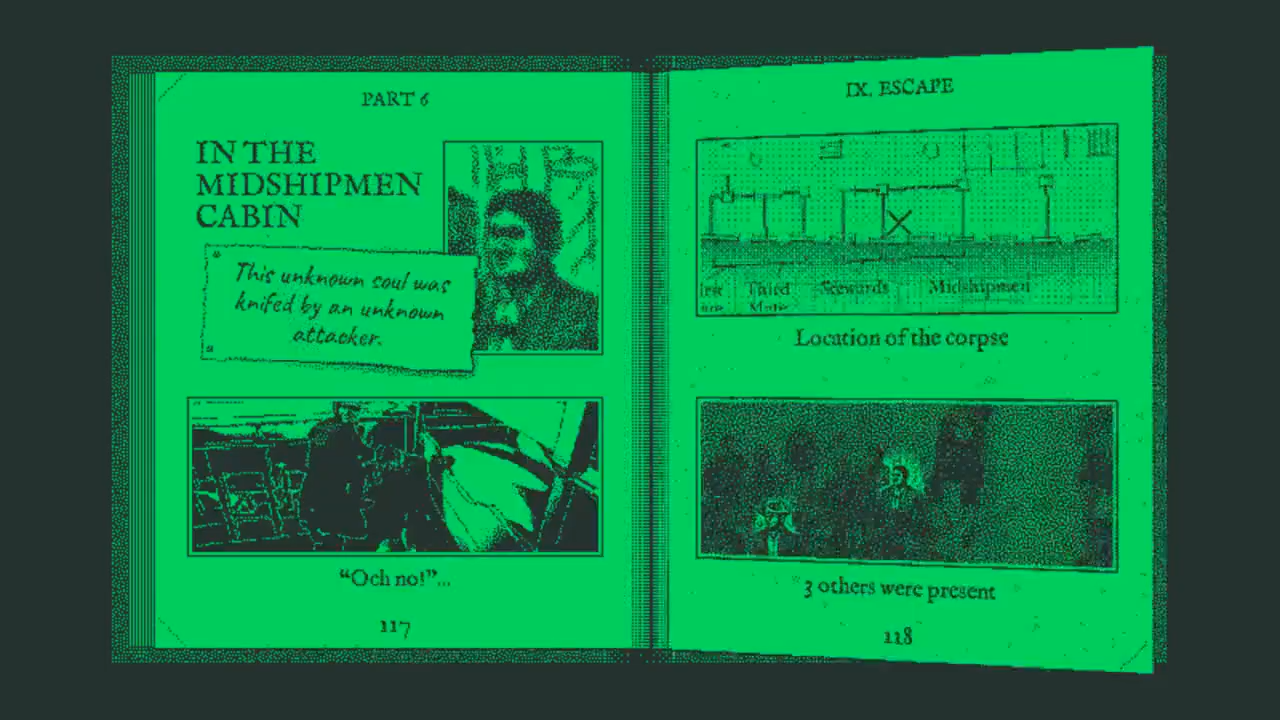 PART 6
IN THE
MIDSHIPMEN
CABIN
This unknown soul was
knifed by an unknown
attacker.
“Och no!”...
117
IX. ESCAPE
Third
Mate
Stewards
Midshipmen
Location of the corpse
3 others were present
118